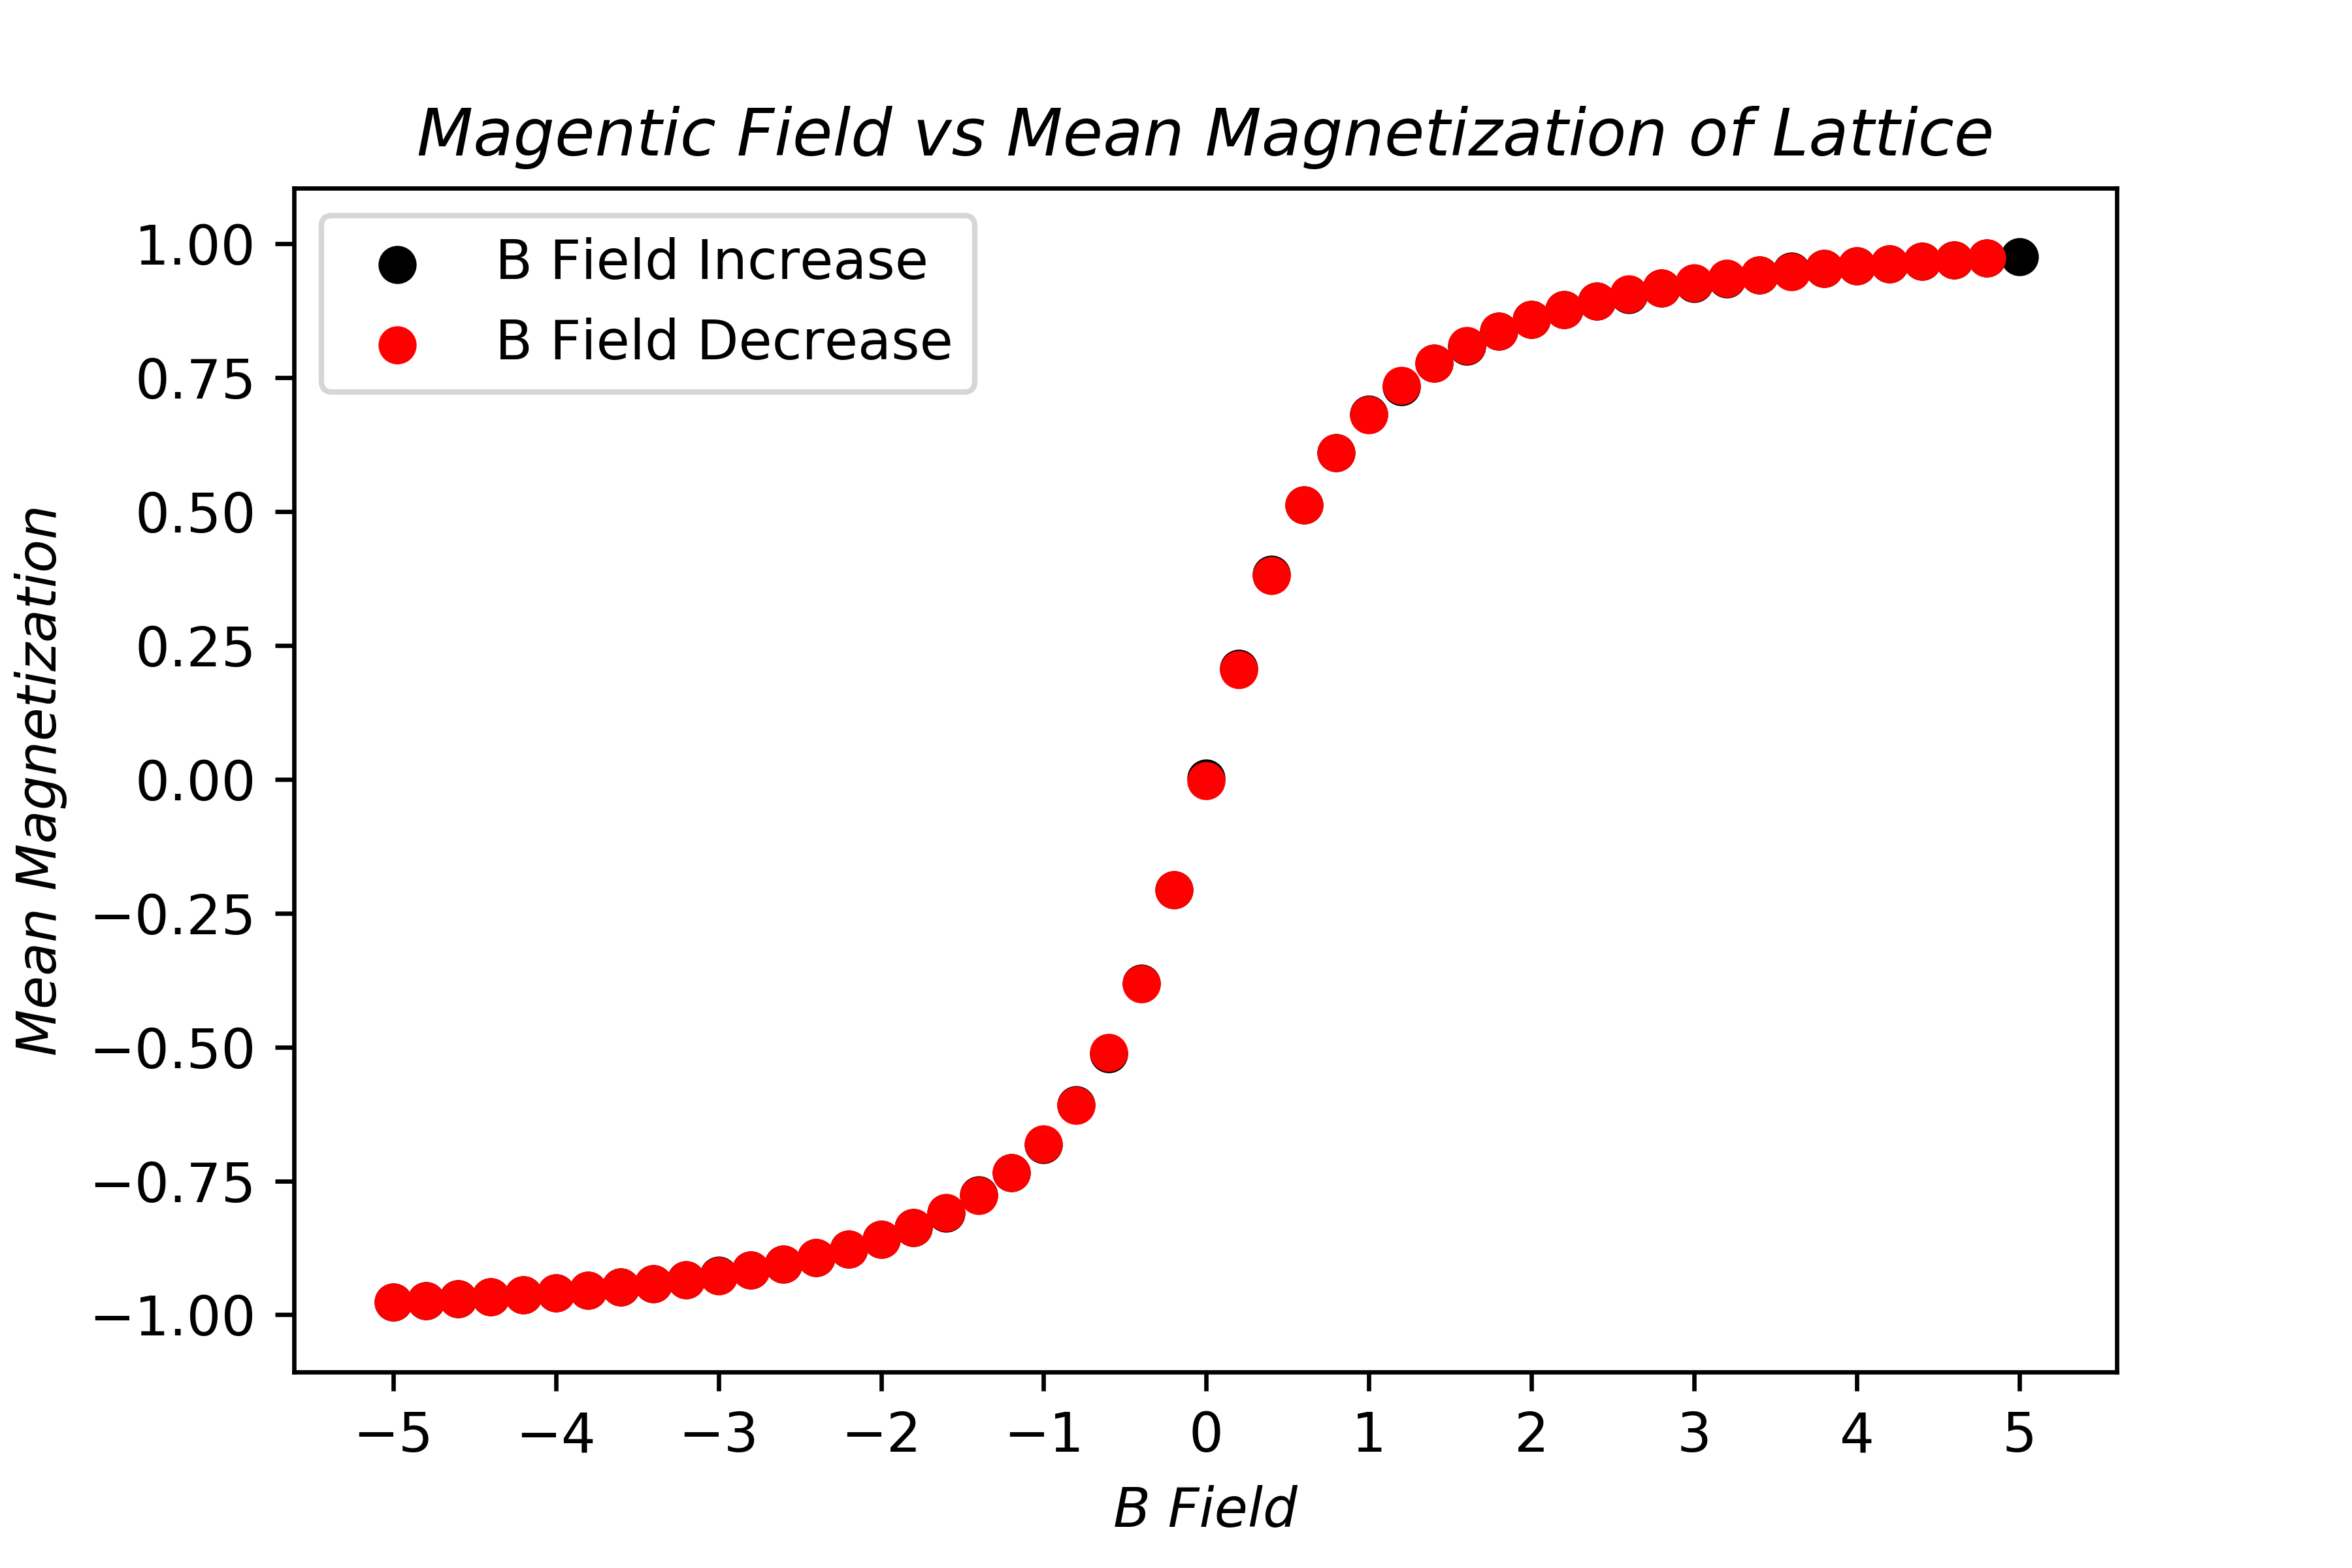 Magentic Field vs Mean Magnetization of Lattice
B Field Increase
B Field Decrease
1.00
0.75
0.50
0.25
0.00
−0.25
−0.50
−0.75
−1.00
Mean Magnetization
−5 −4 −3 −2 −1 0 1 2 3 4 5
B Field